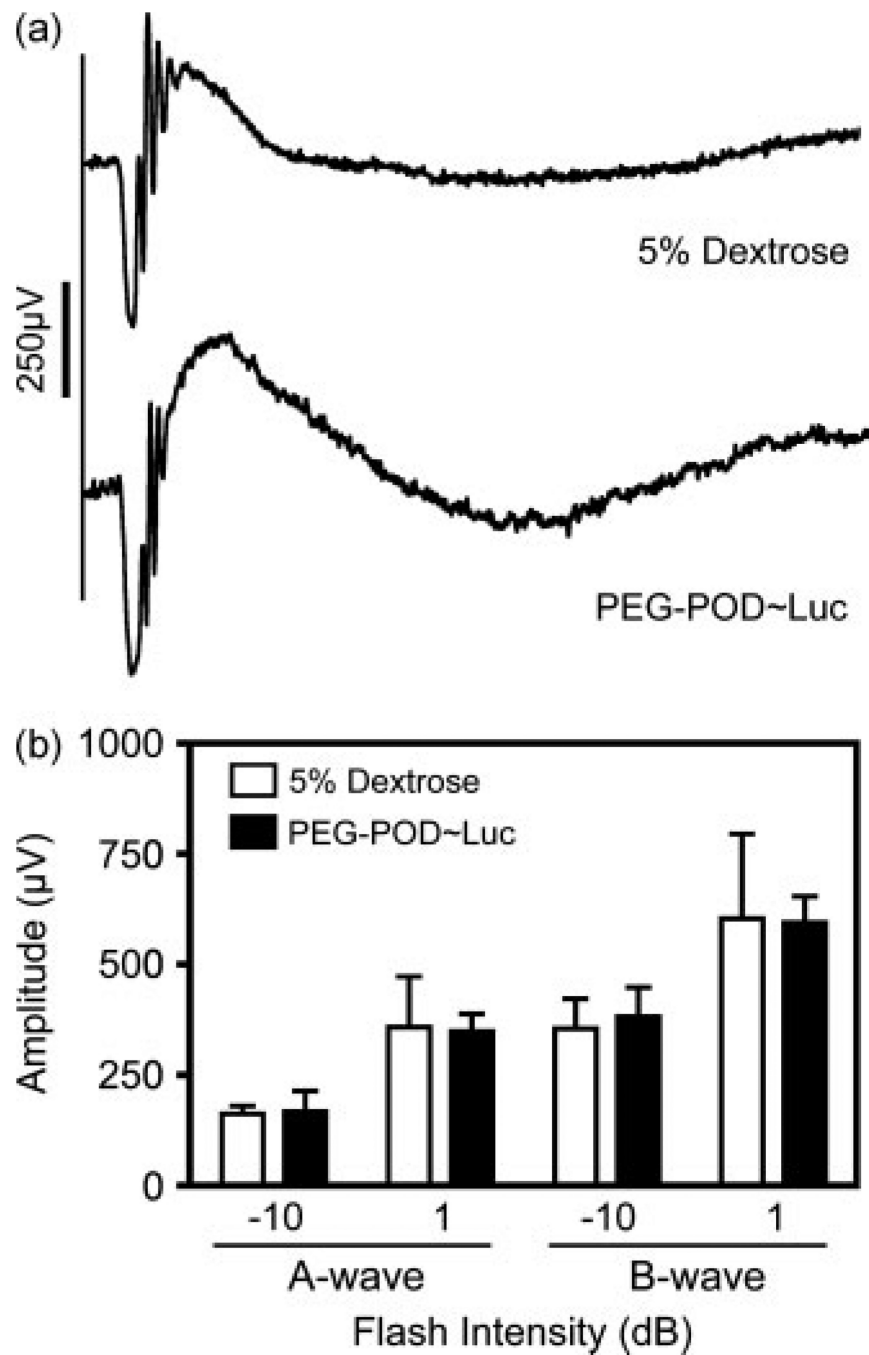 (a)
5% Dextrose
250µV
PEG-POD~Luc
(b)
1000
750
500
250
0
Amplitude (µV)
5% Dextrose
PEG-POD~Luc
-10 1 -10 1
A-wave B-wave
Flash Intensity (dB)